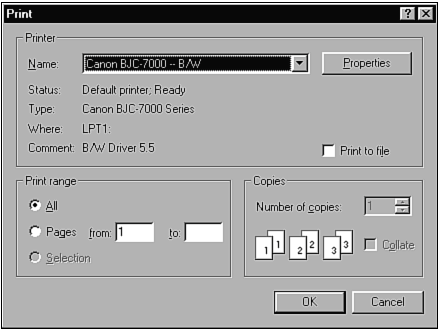 Print
Printer
Name: Canon BJC-7000 -- B/W Properties
Status: Default printer; Ready
Type: Canon BJC-7000 Series
Where: LPT1:
Comment: B/W Driver 5.5 Print to file
Print range
All
Pages from: 1 to:
Selection
Copies
Number of copies: 1
1 1 2 2 3 3 Collate
OK Cancel